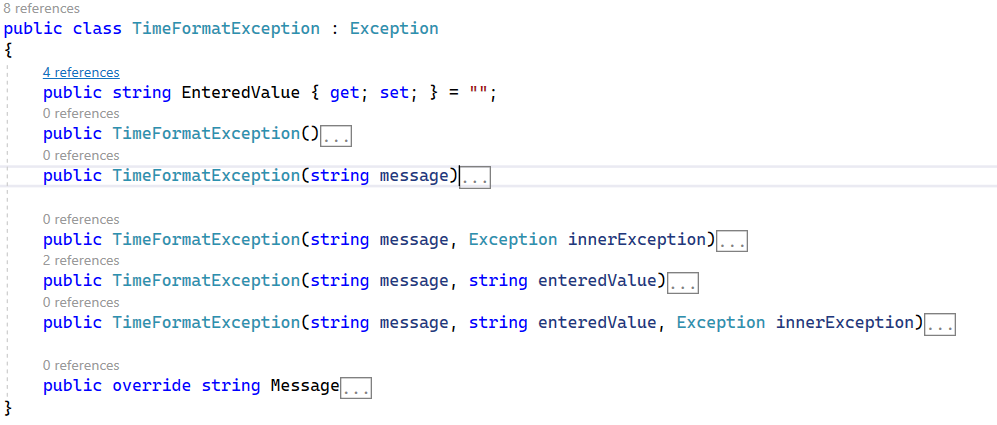 8 references
public class TimeFormatException : Exception
{
4 references
public string EnteredValue { get; set; } = "";
0 references
public TimeFormatException()...
0 references
public TimeFormatException(string message)...
0 references
public TimeFormatException(string message, Exception innerException)...
2 references
public TimeFormatException(string message, string enteredValue)...
0 references
public TimeFormatException(string message, string enteredValue, Exception innerException)...
0 references
public override string Message...
}